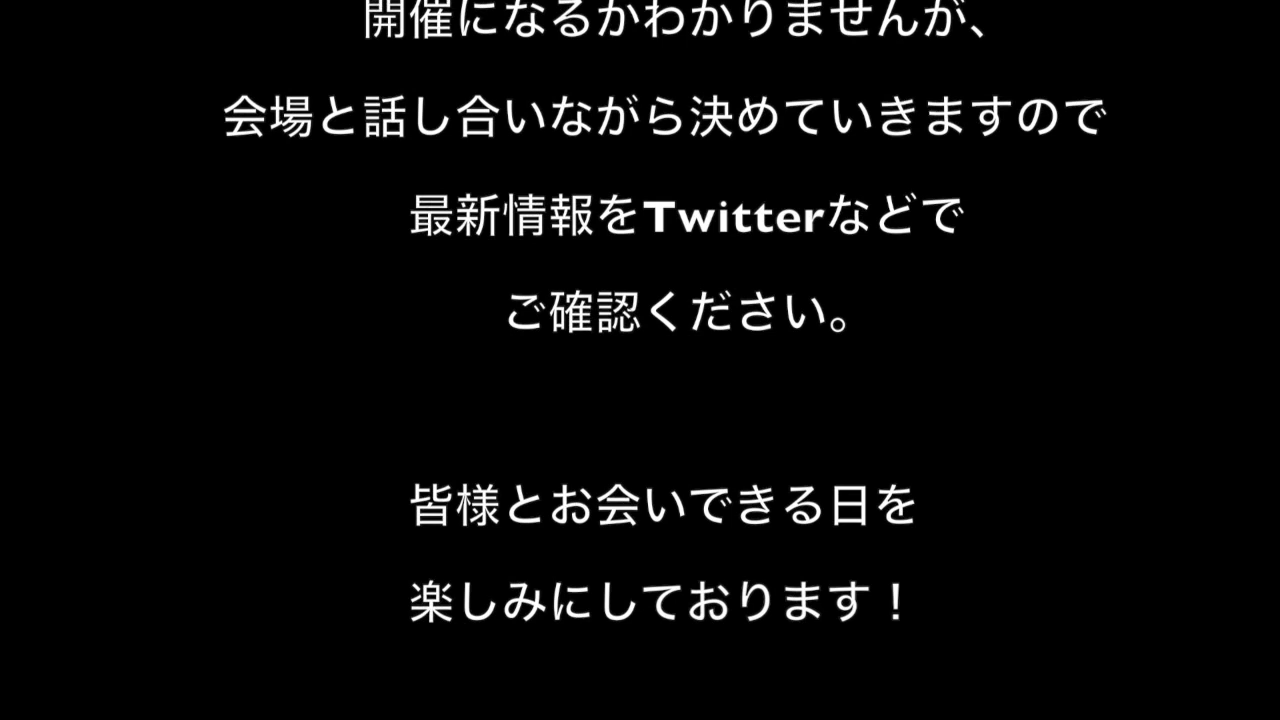 開催になるかわかりませんが、
会場と話し合いながら決めていきますので
最新情報をTwitterなどで
ご確認ください。
皆様とお会いできる日を
楽しみにしております！